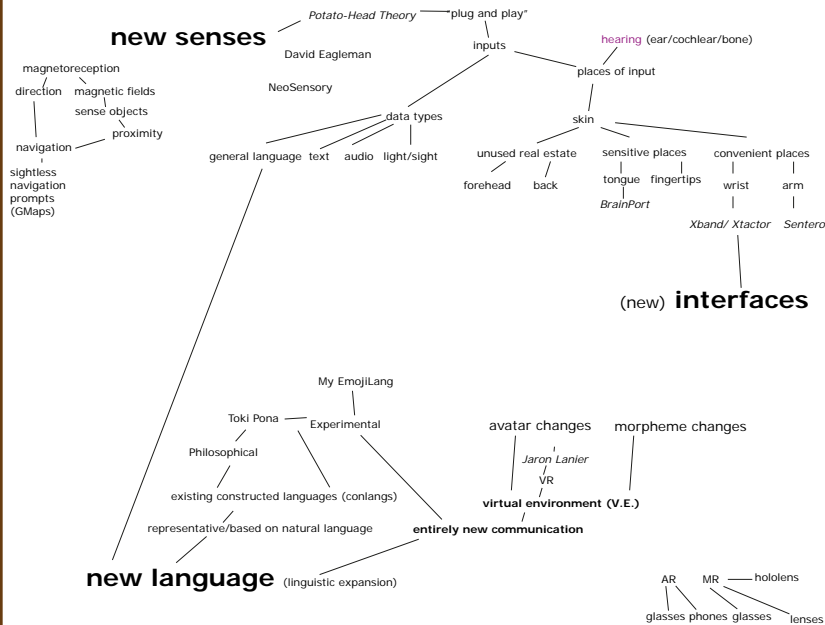 Potato-Head Theory
"plug and play"
new senses
inputs
hearing (ear/cochlear/bone)
David Eagleman
magnetoreception
places of input
direction
magnetic fields
NeoSensory
sense objects
data types
skin
proximity
navigation
general language
text
audio
light/sight
unused real estate
sensitive places
convenient places
sightless
navigation
prompts
(GMaps)
forehead
back
tongue
fingertips
wrist
arm
BrainPort
Xband/ Xtactor
Sentero
(new) interfaces
My EmojiLang
Toki Pona
Experimental
avatar changes
morpheme changes
Philosophical
Jaron Lanier
VR
existing constructed languages (conlangs)
virtual environment (V.E.)
representative/based on natural language
entirely new communication
new language (linguistic expansion)
AR
MR
hololens
glasses
phones
glasses
lenses